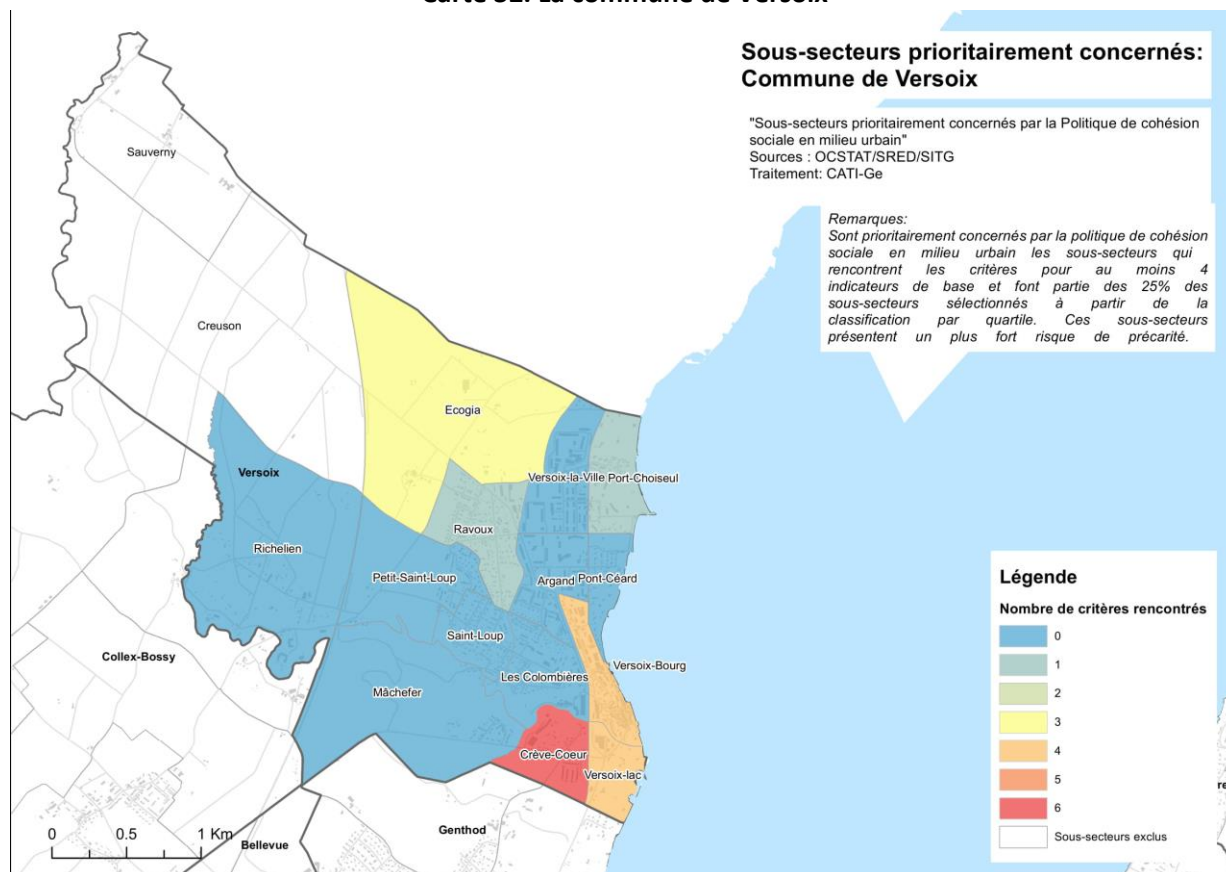 Carte 32: La commune de Versoix
Sous-secteurs prioritairement concernés:
Commune de Versoix
"Sous-secteurs prioritairement concernés par la Politique de cohésion
sociale en milieu urbain"
Sources : OCSTAT/SRED/SITG
Traitement: CATI-Ge
Remarques:
Sont prioritairement concernés par la politique de cohésion
sociale en milieu urbain les sous-secteurs qui
rencontrent les critères pour au moins 4
indicateurs de base et font partie des 25% des
sous-secteurs sélectionnés à partir de la
classification par quartile. Ces sous-secteurs
présentent un plus fort risque de précarité.
Sauverny
Creuson
Ecogia
Versoix
Versoix-la-Ville
Port-Choiseul
Ravoux
Richelien
Petit-Saint-Loup
Argand
Pont-Céard
Saint-Loup
Versoix-Bourg
Collex-Bossy
Les Colombières
Mâchefer
Crève-Coeur
Versoix-lac
Genthod
Bellevue
0 0.5 1 Km
Légende
Nombre de critères rencontrés
0
1
2
3
4
5
6
Sous-secteurs exclus